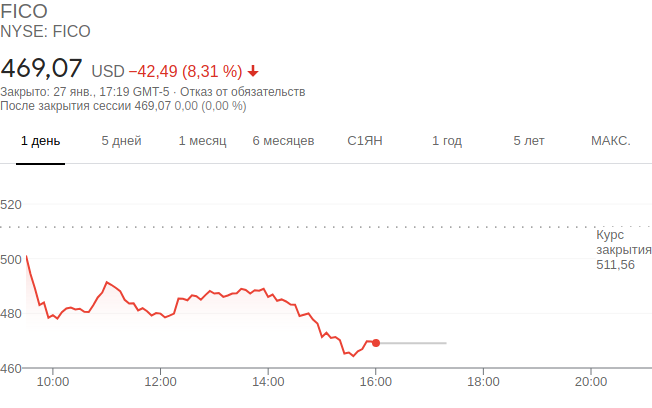 FICO
NYSE: FICO
469,07 USD −42,49 (8,31 %)
Закрыто: 27 янв., 17:19 GMT-5 · Отказ от обязательств
После закрытия сессии 469,07 0,00 (0,00 %)
1 день 5 дней 1 месяц 6 месяцев С1ЯН 1 год 5 лет МАКС.
520
Курс
закрытия
511,56
500
480
460
10:00 12:00 14:00 16:00 18:00 20:00